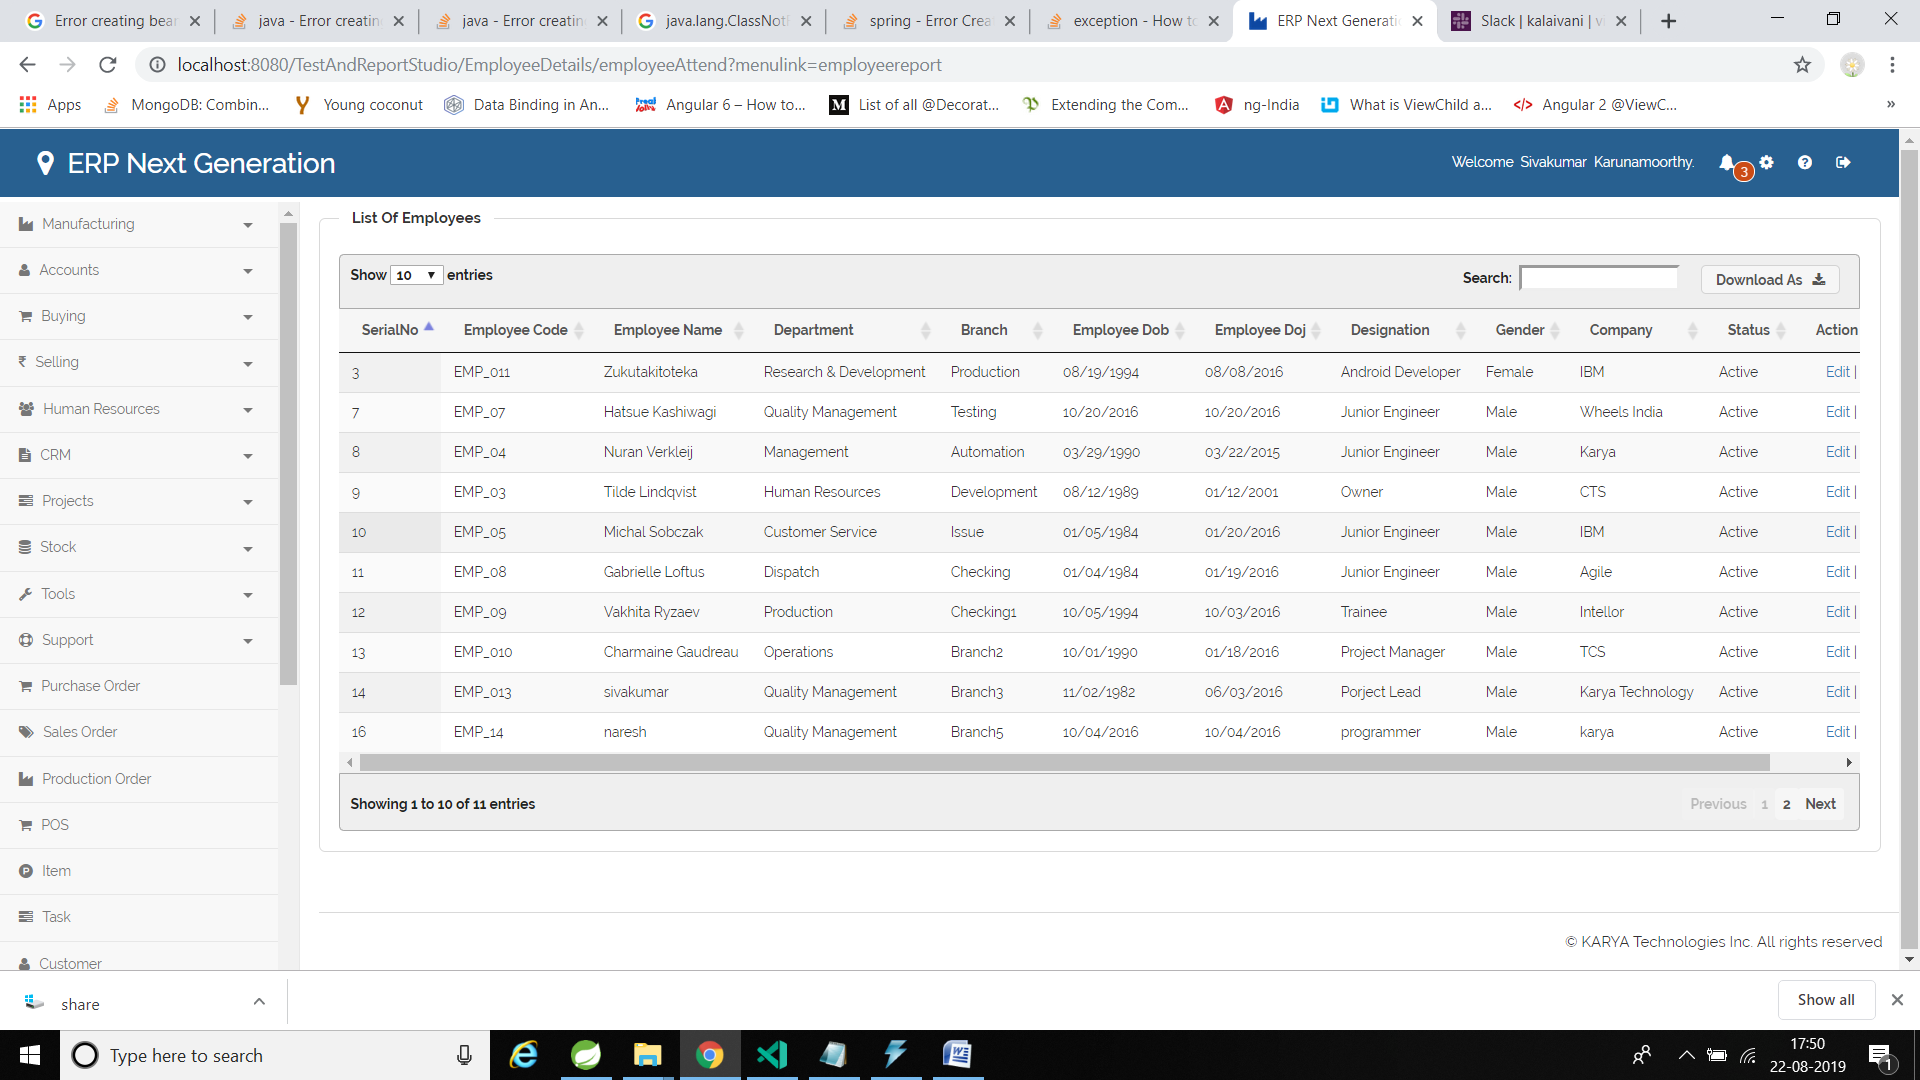 Error creating bea
java - Error creatin
java - Error creatin
java.lang.ClassNot
spring - Error Crea
exception - How to
ERP Next Generati
Slack | kalaivani | v
localhost:8080/TestAndReportStudio/EmployeeDetails/employeeAttend?menulink=employeereport
Apps
MongoDB: Combin...
Young coconut
Data Binding in An...
Angular 6 – How to...
List of all @Decorat...
Extending the Com...
ng-India
What is ViewChild a...
Angular 2 @ViewC...
»
ERP Next Generation
Welcome Sivakumar Karunamoorthy.
3
Manufacturing
Accounts
Buying
Selling
Human Resources
CRM
Projects
Stock
Tools
Support
Purchase Order
Sales Order
Production Order
POS
Item
Task
Customer
List Of Employees
Show 10 entries
Search:
Download As
SerialNo Employee Code Employee Name Department Branch Employee Dob Employee Doj Designation Gender Company Status Action
3 EMP_011 Zukutakitoteka Research & Development Production 08/19/1994 08/08/2016 Android Developer Female IBM Active Edit |
7 EMP_07 Hatsue Kashiwagi Quality Management Testing 10/20/2016 10/20/2016 Junior Engineer Male Wheels India Active Edit |
8 EMP_04 Nuran Verkleij Management Automation 03/29/1990 03/22/2015 Junior Engineer Male Karya Active Edit |
9 EMP_03 Tilde Lindqvist Human Resources Development 08/12/1989 01/12/2001 Owner Male CTS Active Edit |
10 EMP_05 Michal Sobczak Customer Service Issue 01/05/1984 01/20/2016 Junior Engineer Male IBM Active Edit |
11 EMP_08 Gabrielle Loftus Dispatch Checking 01/04/1984 01/19/2016 Junior Engineer Male Agile Active Edit |
12 EMP_09 Vakhita Ryzaev Production Checking1 10/05/1994 10/03/2016 Trainee Male Intellor Active Edit |
13 EMP_010 Charmaine Gaudreau Operations Branch2 10/01/1990 01/18/2016 Project Manager Male TCS Active Edit |
14 EMP_013 sivakumar Quality Management Branch3 11/02/1982 06/03/2016 Porject Lead Male Karya Technology Active Edit |
16 EMP_14 naresh Quality Management Branch5 10/04/2016 10/04/2016 programmer Male karya Active Edit |
Showing 1 to 10 of 11 entries
Previous 1 2 Next
© KARYA Technologies Inc. All rights reserved
share
Show all
Type here to search
17:50
22-08-2019
1